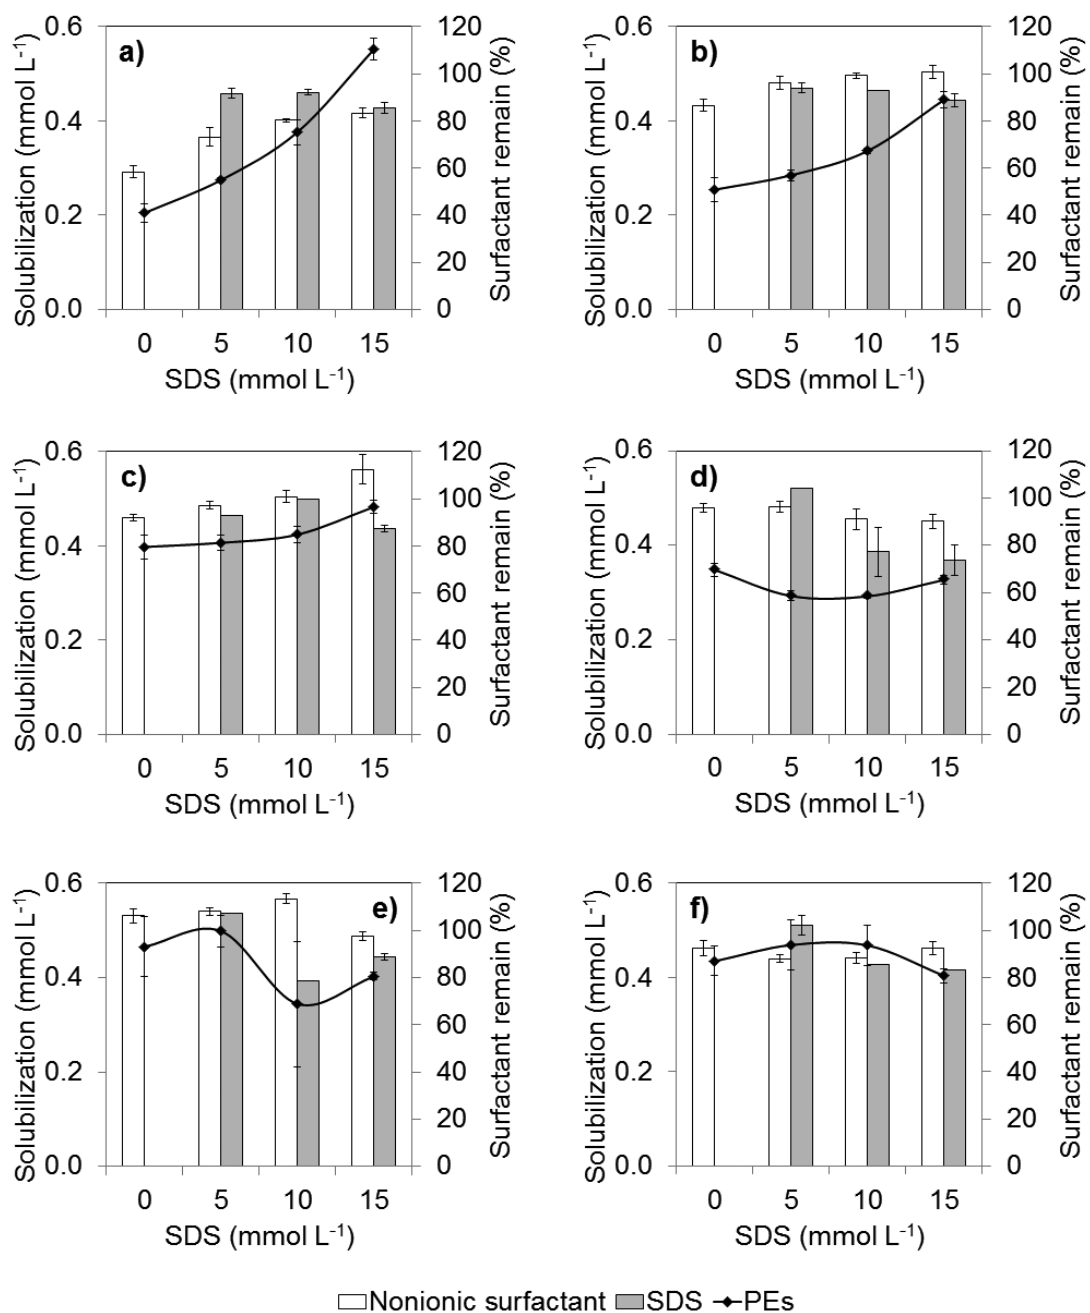 a)
Solubilization (mmol L-1)
0.6
0.4
0.2
0.0
120
100
80
60
40
20
0
Surfactant remain (%)
0 5 10 15
SDS (mmol L-1)
b)
Solubilization (mmol L-1)
0.6
0.4
0.2
0.0
120
100
80
60
40
20
0
Surfactant remain (%)
0 5 10 15
SDS (mmol L-1)
c)
Solubilization (mmol L-1)
0.6
0.4
0.2
0.0
120
100
80
60
40
20
0
Surfactant remain (%)
0 5 10 15
SDS (mmol L-1)
d)
Solubilization (mmol L-1)
0.6
0.4
0.2
0.0
120
100
80
60
40
20
0
Surfactant remain (%)
0 5 10 15
SDS (mmol L-1)
e)
Solubilization (mmol L-1)
0.6
0.4
0.2
0.0
120
100
80
60
40
20
0
Surfactant remain (%)
0 5 10 15
SDS (mmol L-1)
f)
Solubilization (mmol L-1)
0.6
0.4
0.2
0.0
120
100
80
60
40
20
0
Surfactant remain (%)
0 5 10 15
SDS (mmol L-1)
Nonionic surfactant SDS PEs